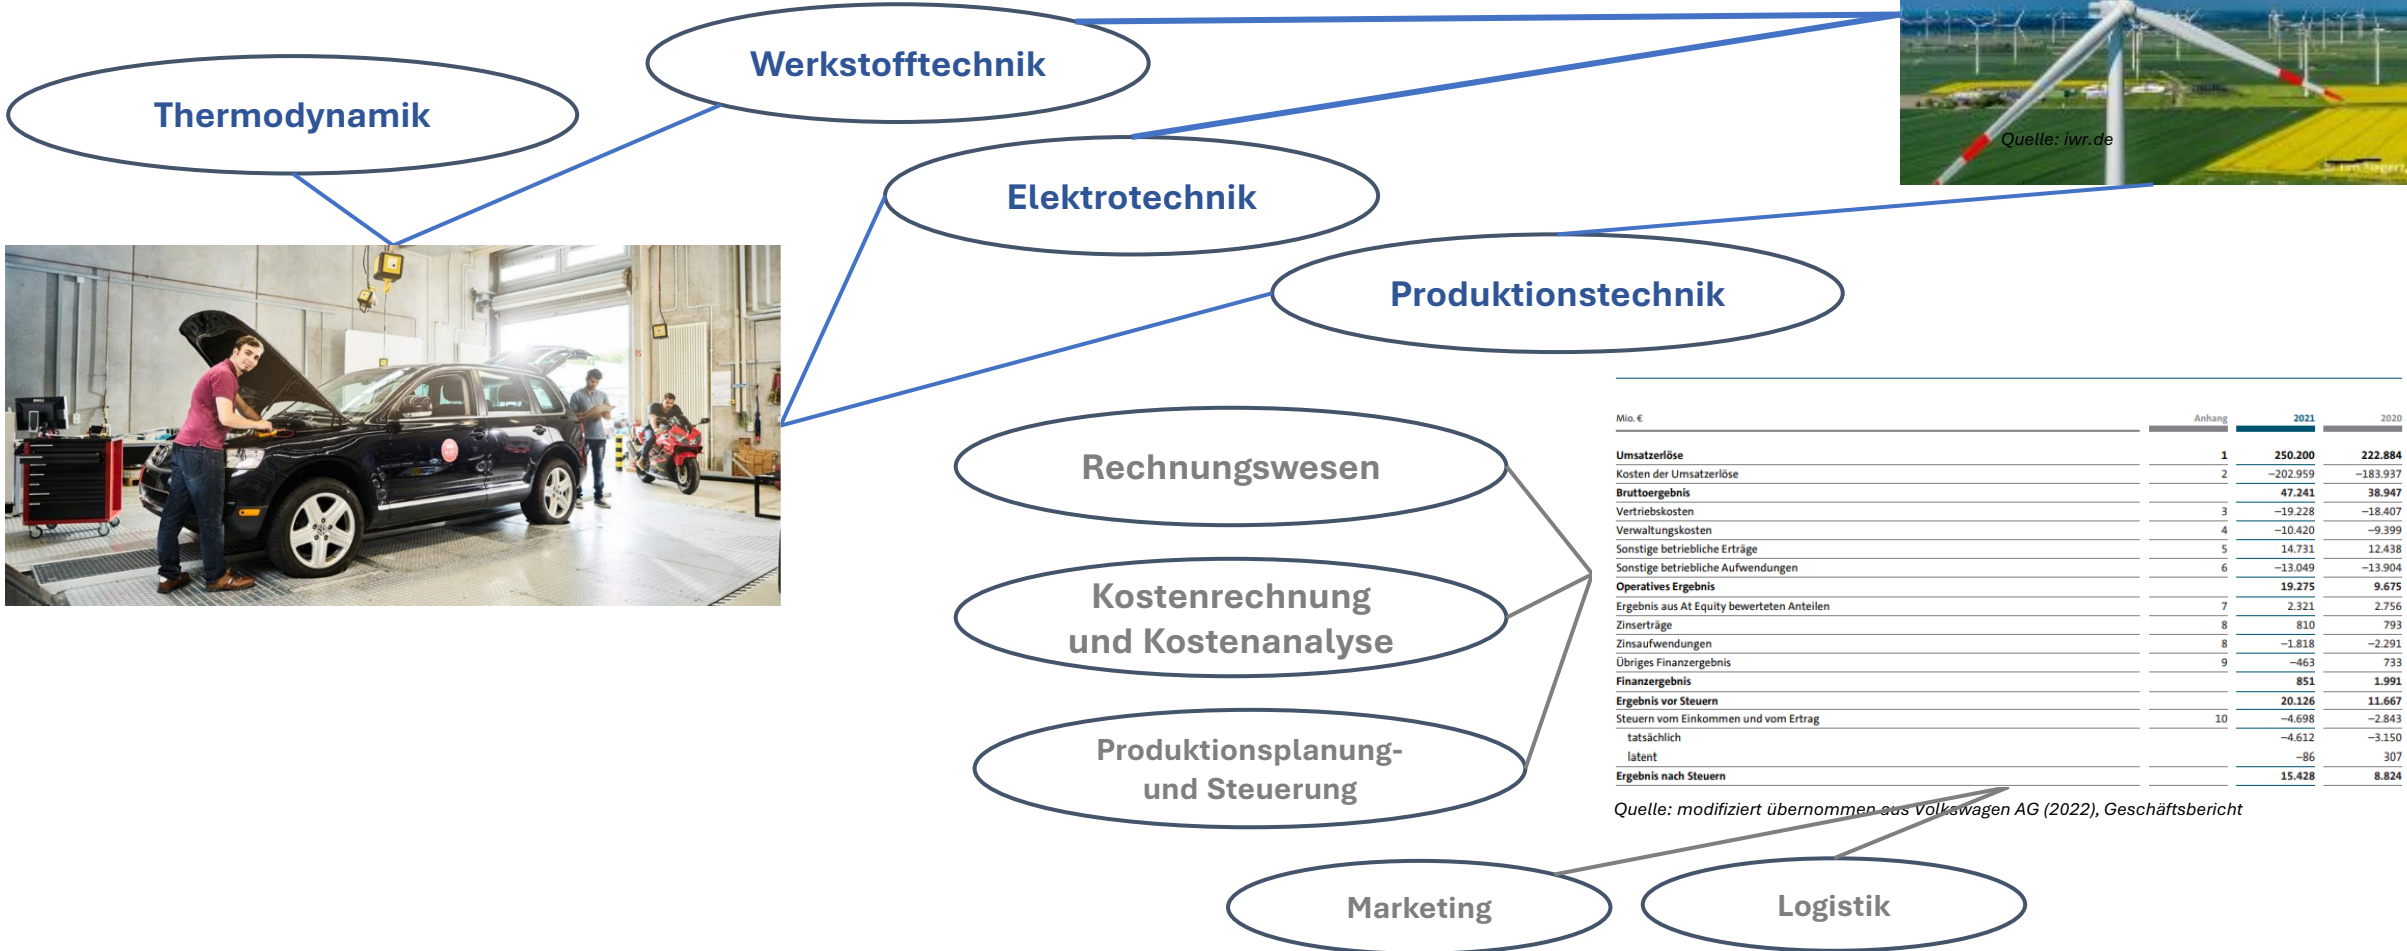 Werkstofftechnik
Thermodynamik
Quelle: iwr.de
Elektrotechnik
Produktionstechnik
Rechnungswesen
Kostenrechnung
und Kostenanalyse
Produktionsplanung-
und Steuerung
Mio. € Anhang 2021 2020
Umsatzerlöse 1 250.200 222.884
Kosten der Umsatzerlöse 2 –202.959 –183.937
Bruttoergebnis 47.241 38.947
Vertriebskosten 3 –19.228 –18.407
Verwaltungskosten 4 –10.420 –9.399
Sonstige betriebliche Erträge 5 14.731 12.438
Sonstige betriebliche Aufwendungen 6 –13.049 –13.904
Operatives Ergebnis 19.275 9.675
Ergebnis aus At Equity bewerteten Anteilen 7 2.321 2.756
Zinserträge 8 810 793
Zinsaufwendungen 8 –1.818 –2.291
Übriges Finanzergebnis 9 –463 733
Finanzergebnis 851 1.991
Ergebnis vor Steuern 20.126 11.667
Steuern vom Einkommen und vom Ertrag 10 –4.698 –2.843
tatsächlich –4.612 –3.150
latent –86 307
Ergebnis nach Steuern 15.428 8.824
Quelle: modifiziert übernommen aus Volkswagen AG (2022), Geschäftsbericht
Marketing
Logistik